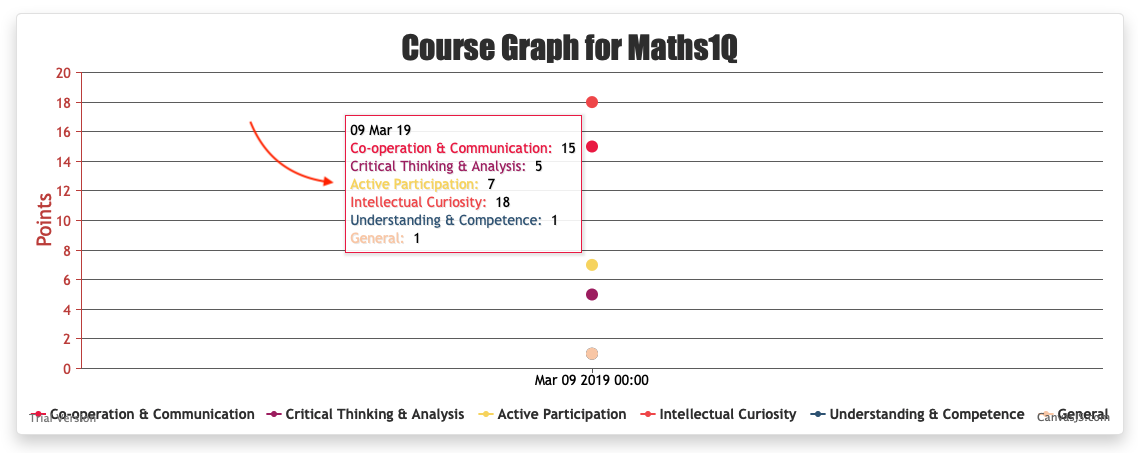 Course Graph for Maths1Q
20
18
16
14
12
10
8
6
4
2
0
Points
09 Mar 19
Co-operation & Communication: 15
Critical Thinking & Analysis: 5
Active Participation: 7
Intellectual Curiosity: 18
Understanding & Competence: 1
General: 1
Mar 09 2019 00:00
Co-operation & Communication Critical Thinking & Analysis Active Participation Intellectual Curiosity Understanding & Competence General
Trial Version
CanvasJS.com